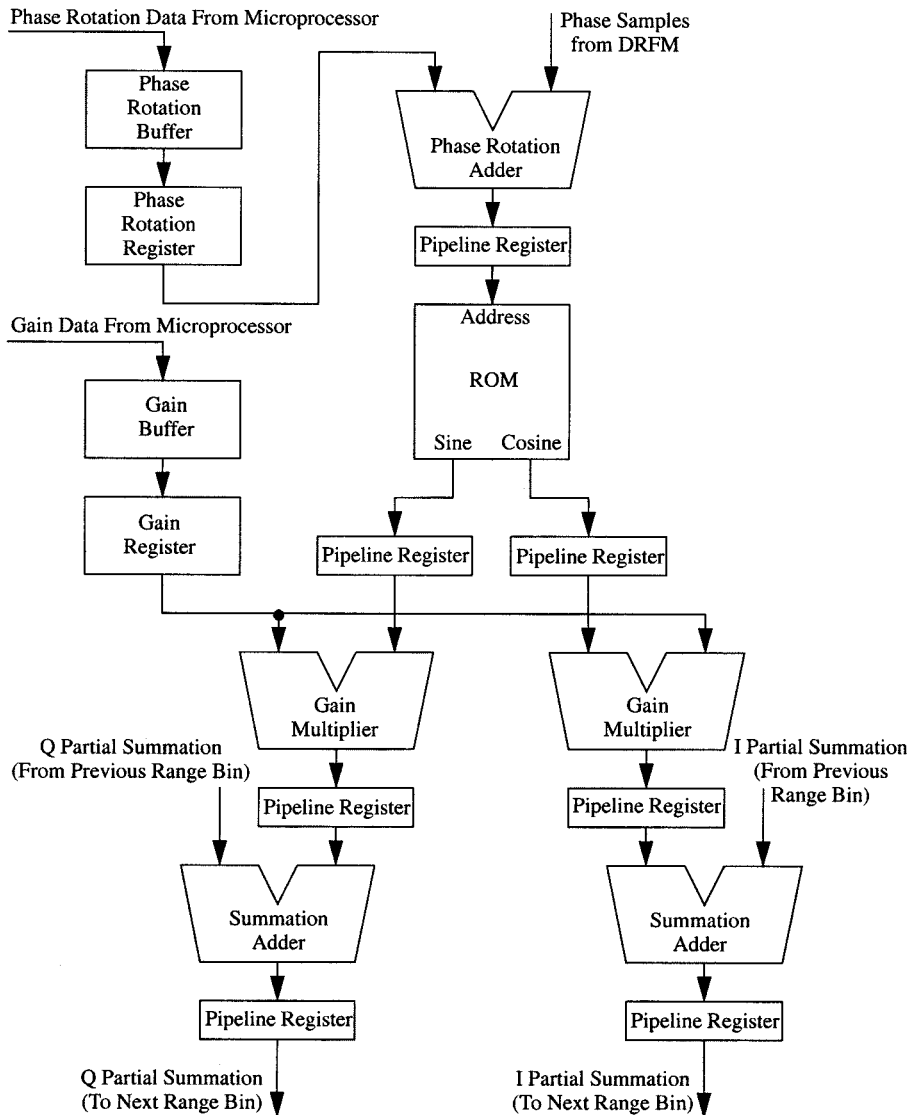 Phase Rotation Data From Microprocessor
Phase Samples
from DRFM
Phase
Rotation
Buffer
Phase Rotation
Adder
Phase
Rotation
Register
Pipeline Register
Gain Data From Microprocessor
Address
ROM
Sine Cosine
Gain
Buffer
Gain
Register
Pipeline Register
Pipeline Register
Gain
Multiplier
Gain
Multiplier
Q Partial Summation
(From Previous Range Bin)
I Partial Summation
(From Previous
Range Bin)
Pipeline Register
Pipeline Register
Summation
Adder
Summation
Adder
Pipeline Register
Pipeline Register
Q Partial Summation
(To Next Range Bin)
I Partial Summation
(To Next Range Bin)